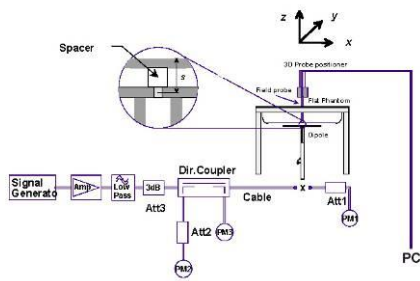 z
y
x
Spacer
s
3D Probe positioner
Field probe
Flat Phantom
Dipole
Signal
Generato
Amp
Low
Pass
3dB
Att3
Dir.Coupler
Cable
x
Att1
PM1
Att2
PM3
PM2
PC